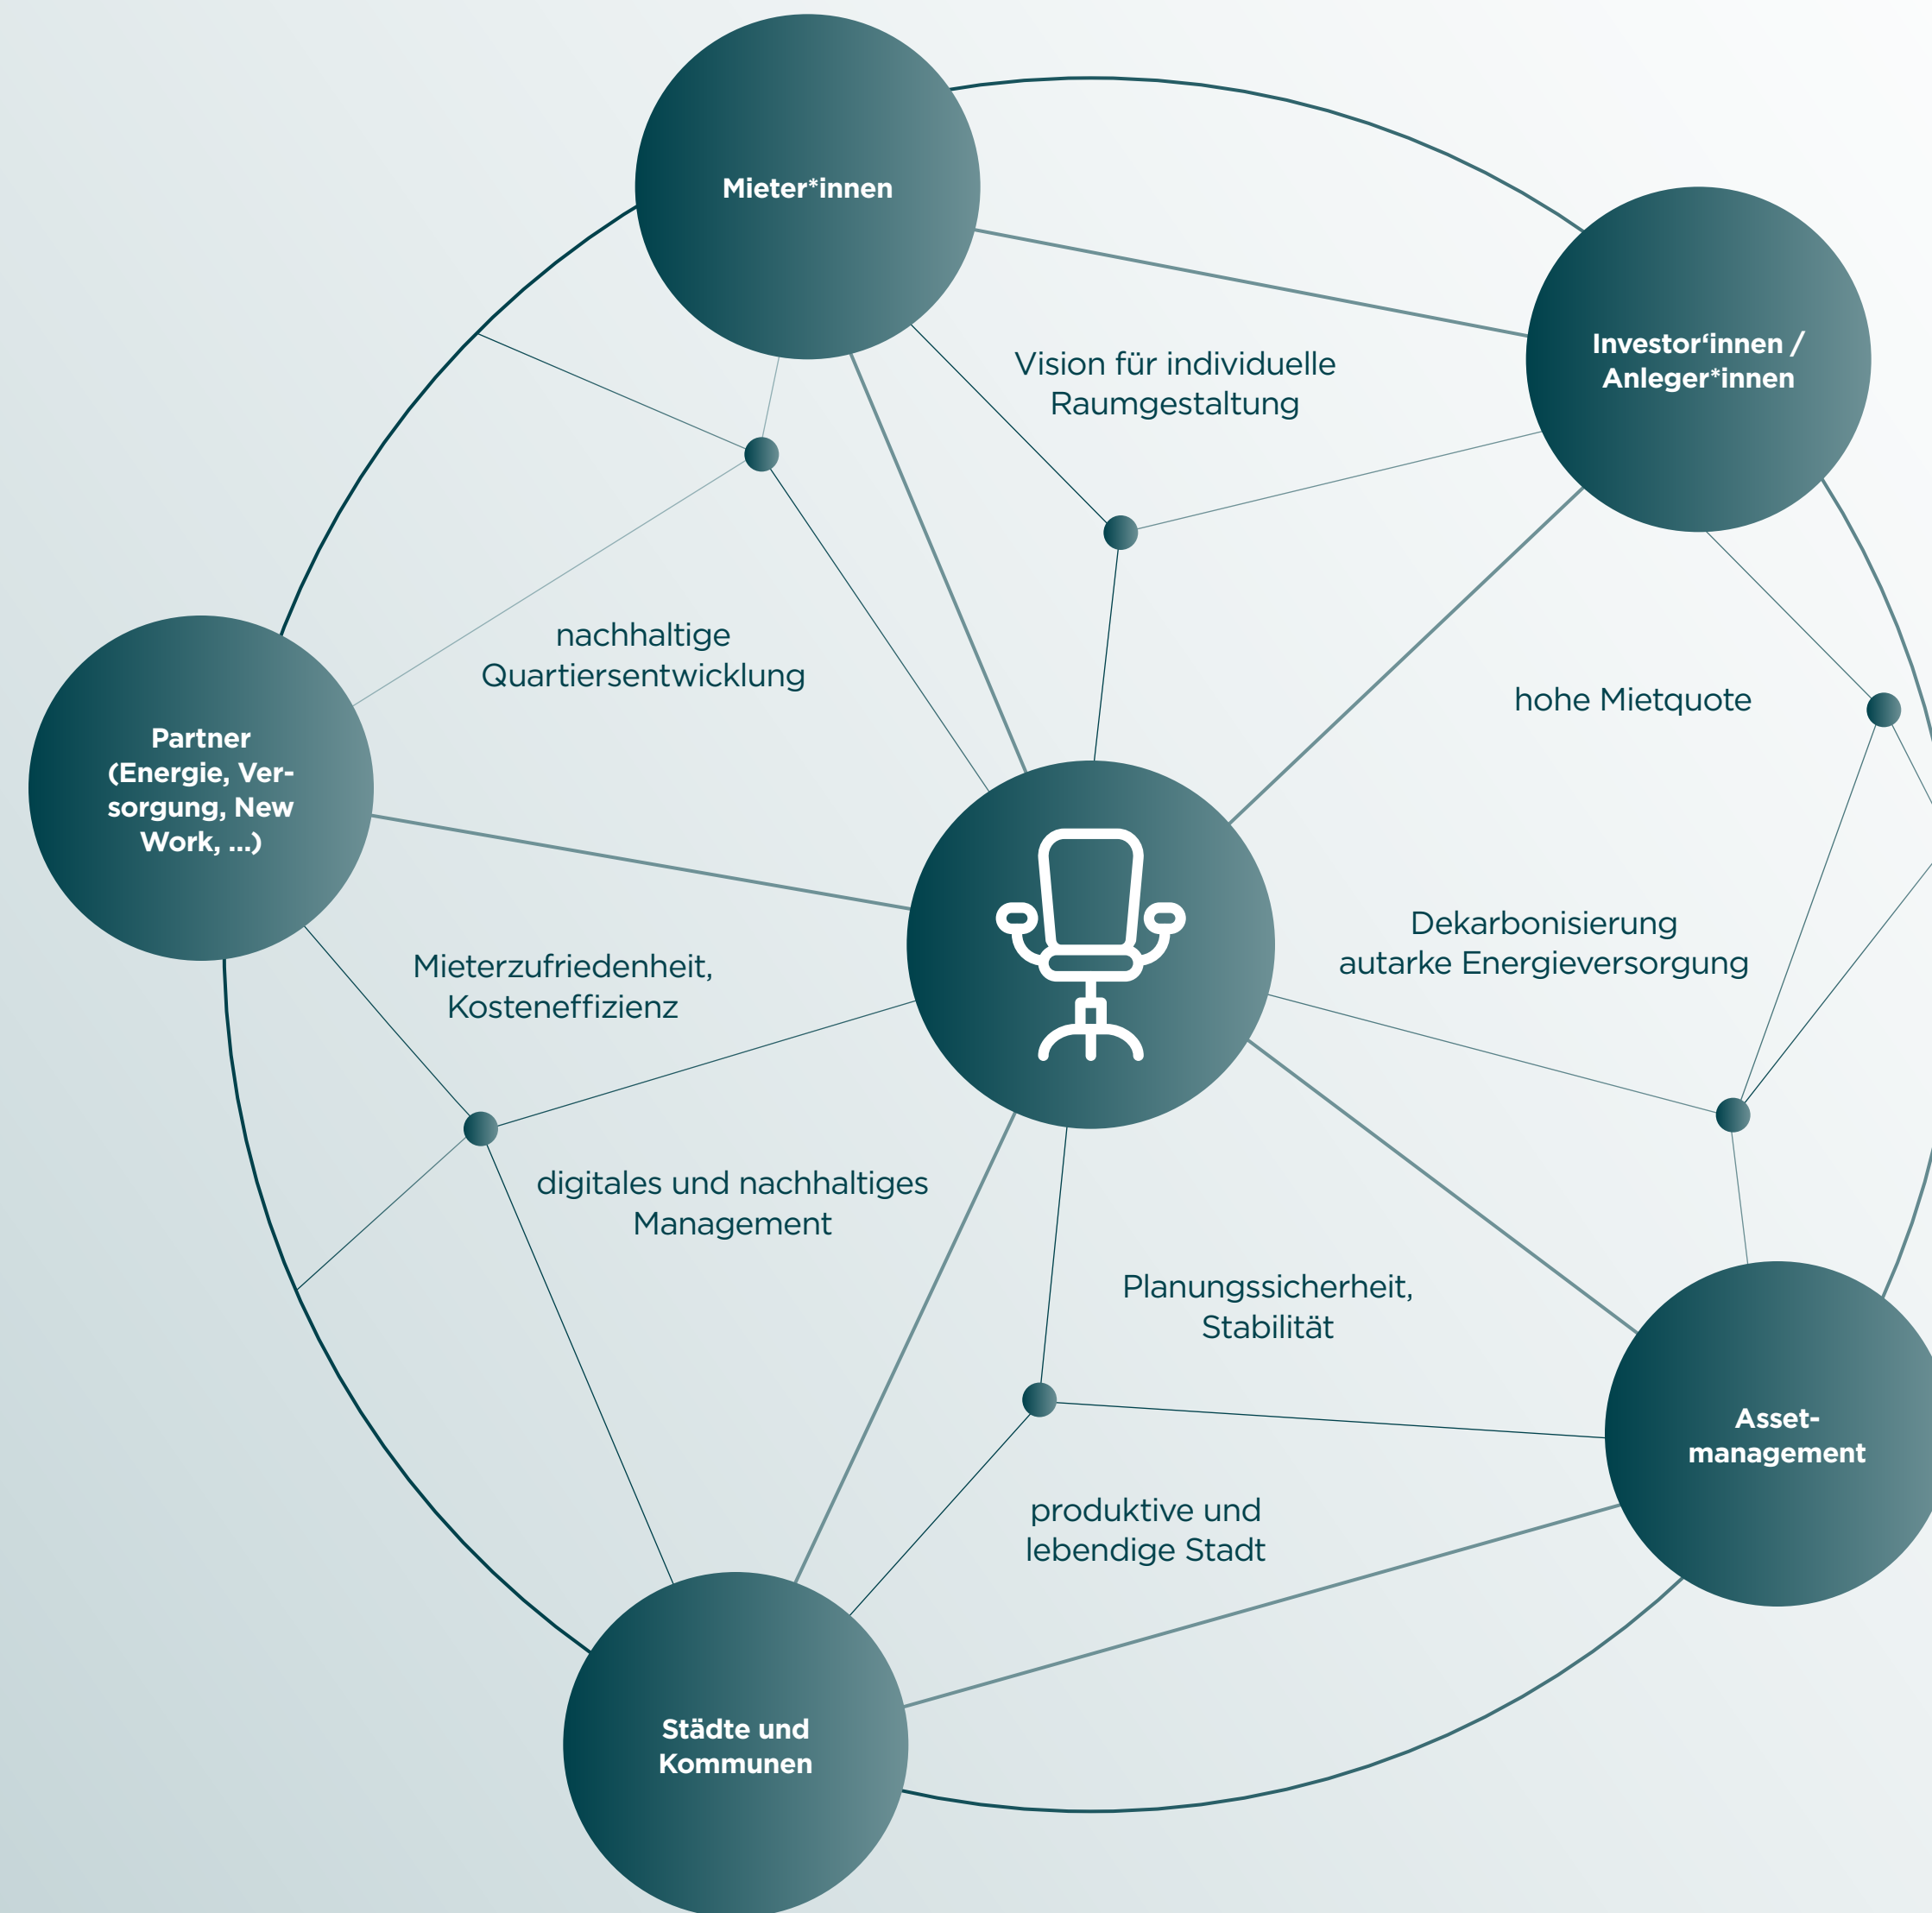 Mieter*innen
Investor‘innen /
Anleger*innen
Vision für individuelle
Raumgestaltung
nachhaltige
Quartiersentwicklung
hohe Mietquote
Partner
(Energie, Ver-
sorgung, New
Work, ...)
Dekarbonisierung
autarke Energieversorgung
Mieterzufriedenheit,
Kosteneffizienz
digitales und nachhaltiges
Management
Planungssicherheit,
Stabilität
Asset-
management
produktive und
lebendige Stadt
Städte und
Kommunen